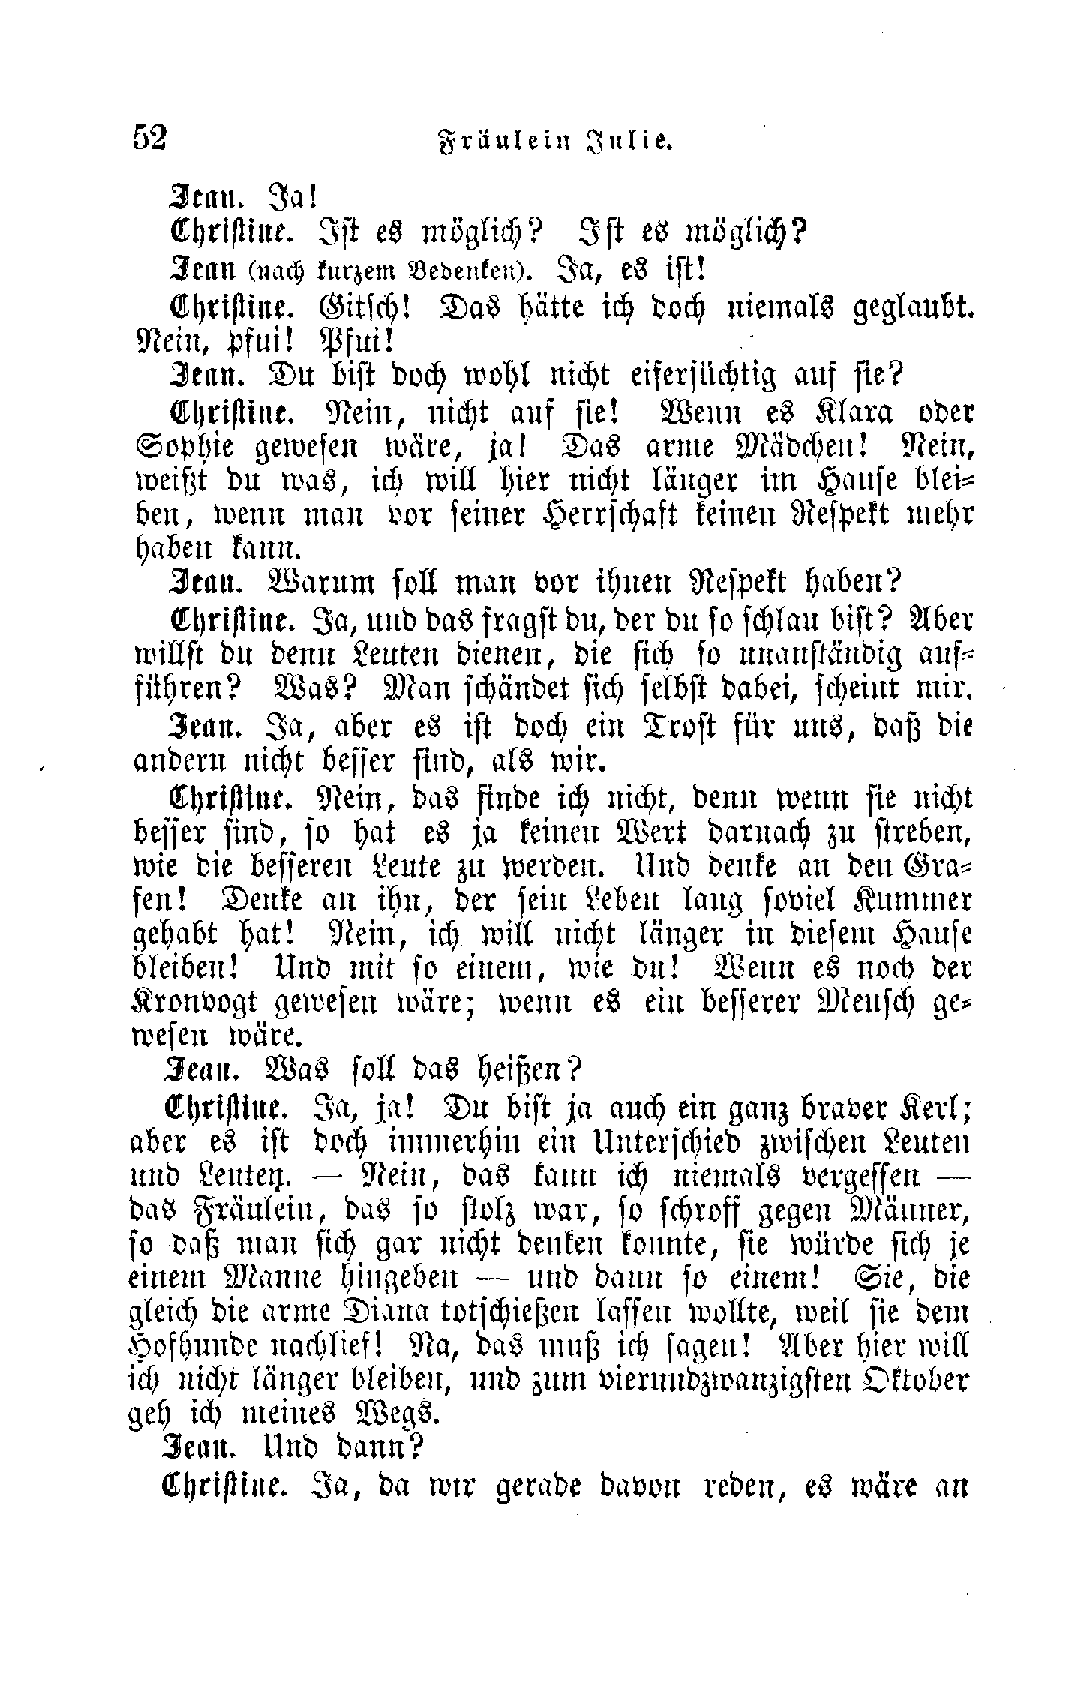 52 Fräulein Julie.
Jean. Ja!
Christine. Ist es möglich? Ist es möglich?
Jean (nach kurzem Bedenken). Ja, es ist!
Christine. Gitsch! Das hätte ich doch niemals geglaubt.
Nein, pfui! Pfui!
Jean. Du bist doch wohl nicht eifersüchtig auf sie?
Christine. Nein, nicht auf sie! Wenn es Klara oder
Sophie gewesen wäre, ja! Das arme Mädchen! Nein,
weißt du was, ich will hier nicht länger im Hause blei-
ben, wenn man vor seiner Herrschaft keinen Respekt mehr
haben kann.
Jean. Warum soll man vor ihnen Respekt haben?
Christine. Ja, und das fragst du, der du so schlau bist? Aber
willst du denn Leuten dienen, die sich so unanständig auf-
führen? Was? Man schändet sich selbst dabei, scheint mir.
Jean. Ja, aber es ist doch ein Trost für uns, daß die
andern nicht besser sind, als wir.
Christine. Nein, das finde ich nicht, denn wenn sie nicht
besser sind, so hat es ja keinen Wert darnach zu streben,
wie die besseren Leute zu werden. Und denke an den Gra-
fen! Denke an ihn, der sein Leben lang soviel Kummer
gehabt hat! Nein, ich will nicht länger in diesem Hause
bleiben! Und mit so einem, wie du! Wenn es noch der
Kronvogt gewesen wäre; wenn es ein besserer Mensch ge-
wesen wäre.
Jean. Was soll das heißen?
Christine. Ja, ja! Du bist ja auch ein ganz braver Kerl;
aber es ist doch immerhin ein Unterschied zwischen Leuten
und Leuten. — Nein, das kann ich niemals vergessen —
das Fräulein, das so stolz war, so schroff gegen Männer,
so daß man sich gar nicht denken konnte, sie würde sich je
einem Manne hingeben — und dann so einem! Sie, die
gleich die arme Diana totschießen lassen wollte, weil sie dem
Hofhunde nachlief! Na, das muß ich sagen! Aber hier will
ich nicht länger bleiben, und zum vierundzwanzigsten Oktober
geh ich meines Wegs.
Jean. Und dann?
Christine. Ja, da wir gerade davon reden, es wäre an